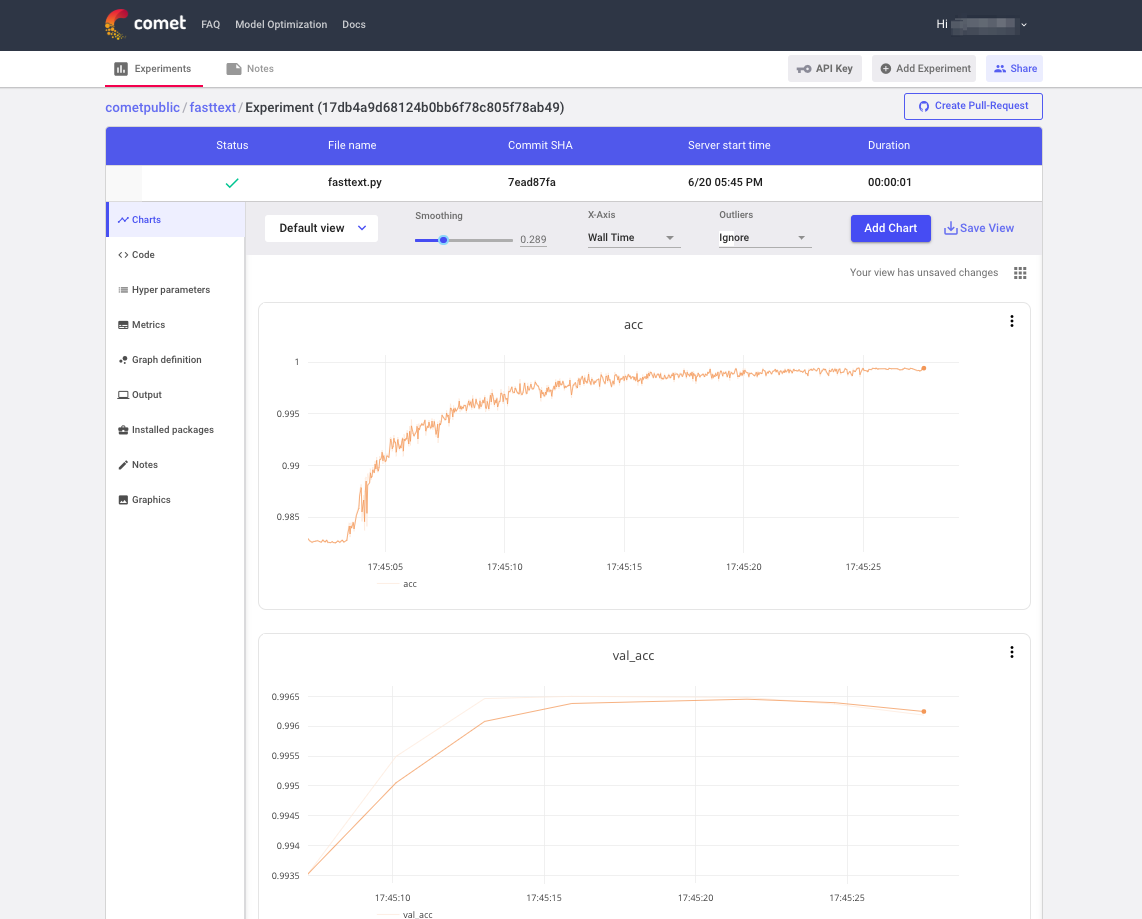 comet FAQ Model Optimization Docs Hi
Experiments Notes API Key Add Experiment Share
cometpublic / fasttext / Experiment (17db4a9d68124b0bb6f78c805f78ab49) Create Pull-Request
Status File name Commit SHA Server start time Duration
fasttext.py 7ead87fa 6/20 05:45 PM 00:00:01
Charts
Code
Hyper parameters
Metrics
Graph definition
Output
Installed packages
Notes
Graphics
Default view
Smoothing
0.289
X-Axis
Wall Time
Outliers
Ignore
Add Chart
Save View
Your view has unsaved changes
acc
1
0.995
0.99
0.985
17:45:05 17:45:10 17:45:15 17:45:20 17:45:25
acc
val_acc
0.9965
0.996
0.9955
0.995
0.9945
0.994
0.9935
17:45:10 17:45:15 17:45:20 17:45:25
val_acc